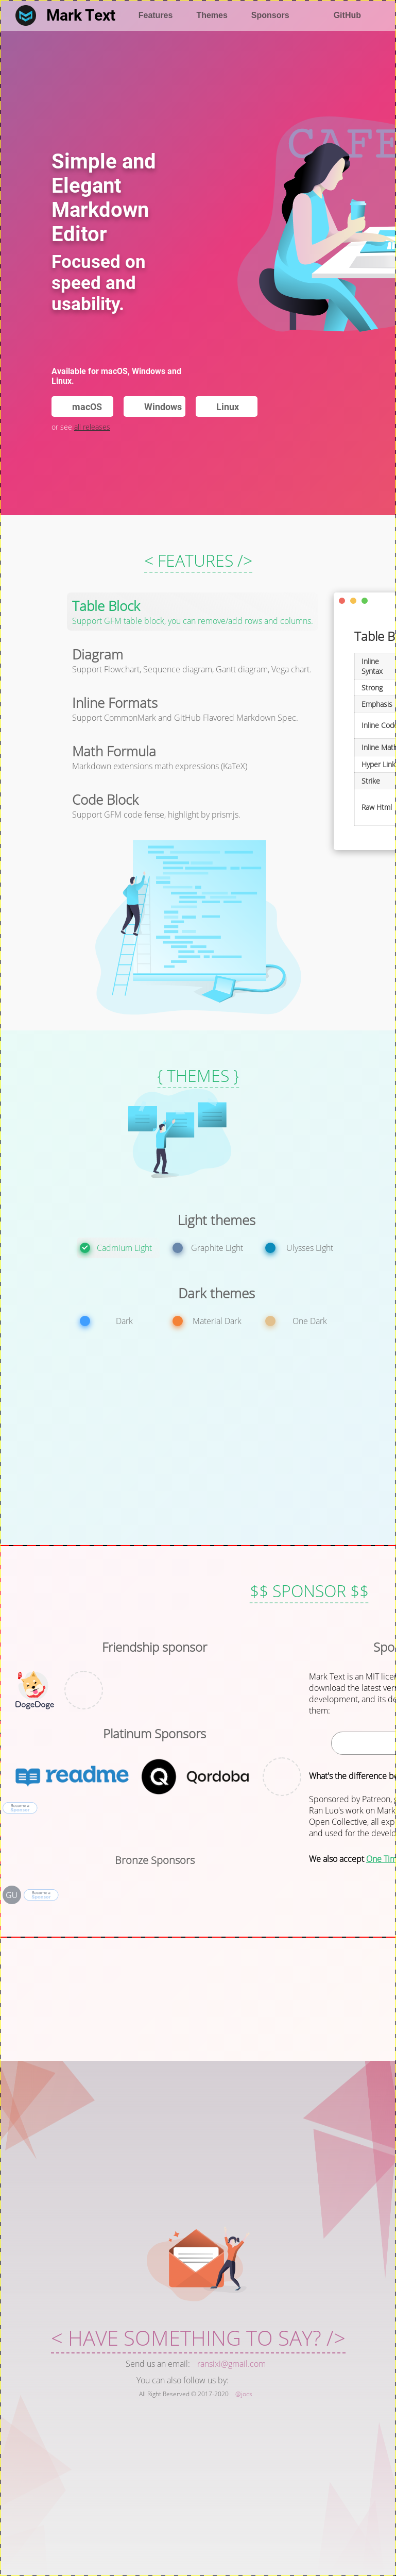 Mark Text
Features
Themes
Sponsors
GitHub
CAFE
Simple and
Elegant
Markdown
Editor
Focused on
speed and
usability.
Available for macOS, Windows and
Linux.
macOS
Windows
Linux
or see all releases
< FEATURES />
Table Block
Support GFM table block, you can remove/add rows and columns.
Diagram
Support Flowchart, Sequence diagram, Gantt diagram, Vega chart.
Inline Formats
Support CommonMark and GitHub Flavored Markdown Spec.
Math Formula
Markdown extensions math expressions (KaTeX)
Code Block
Support GFM code fense, highlight by prismjs.
Table B
Inline
Syntax
Strong
Emphasis
Inline Code
Inline Math
Hyper Link
Strike
Raw Html
{ THEMES }
Light themes
Cadmium Light
Graphite Light
Ulysses Light
Dark themes
Dark
Material Dark
One Dark
$$ SPONSOR $$
Friendship sponsor
DogeDoge
Platinum Sponsors
readme
Qordoba
Become a
Sponsor
Bronze Sponsors
GU
Become a
Sponsor
Spo
Mark Text is an MIT lice
download the latest ver
development, and its de
them:
What's the difference be
Sponsored by Patreon,
Ran Luo's work on Mark
Open Collective, all exp
and used for the develo
We also accept One Tim
< HAVE SOMETHING TO SAY? />
Send us an email: ransixi@gmail.com
You can also follow us by:
All Right Reserved © 2017-2020 @Jocs